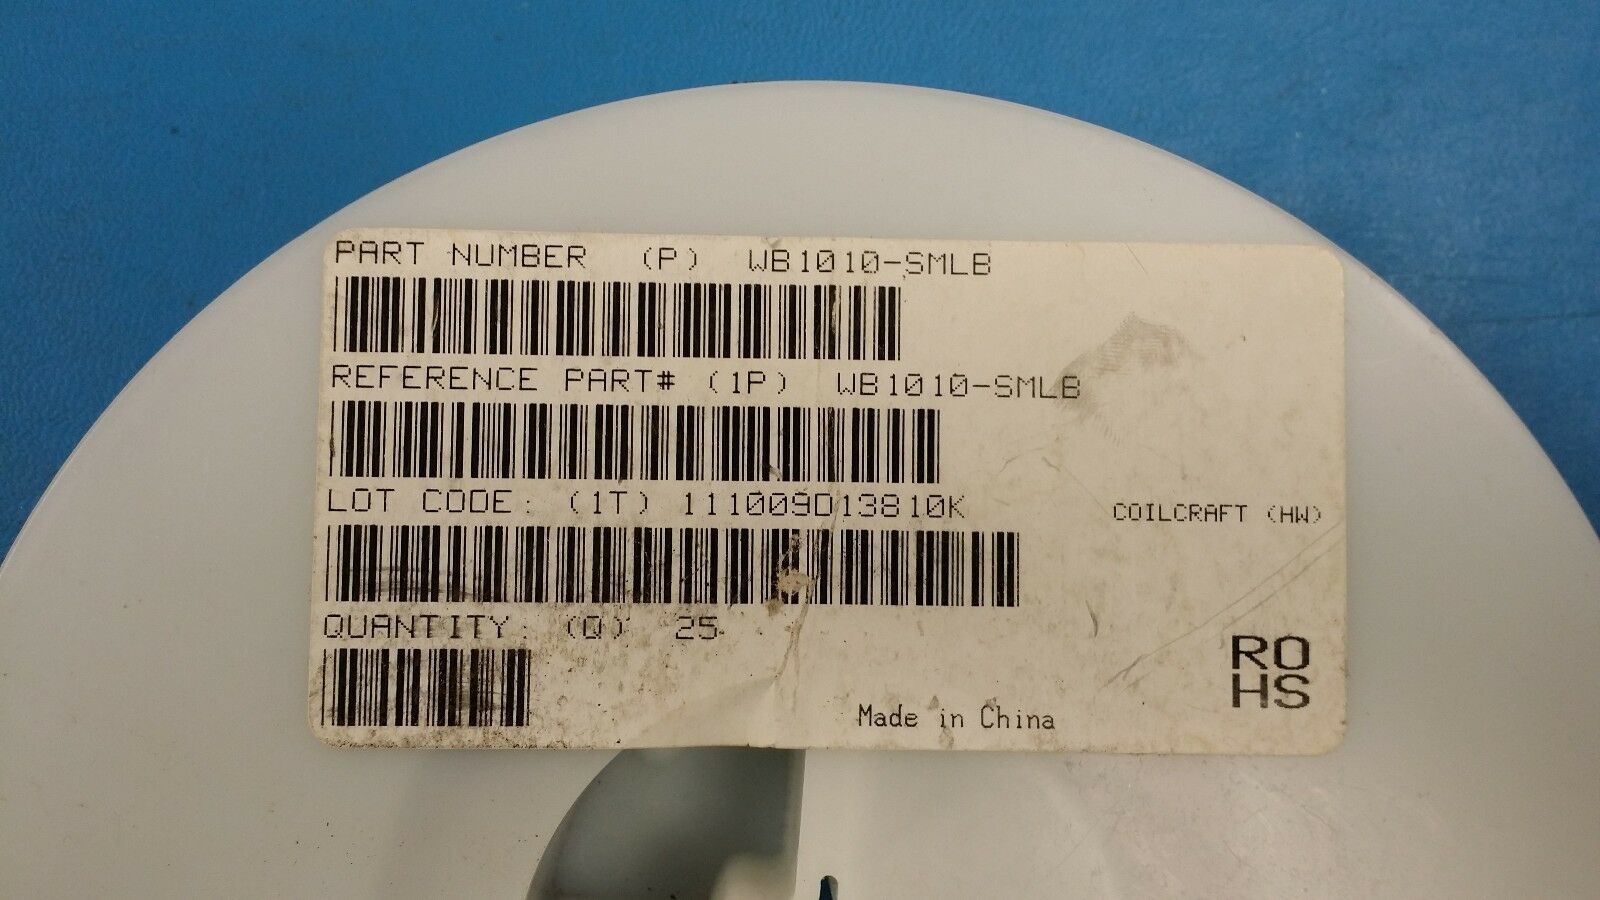 PART NUMBER (P) WB1010-SMLB
REFERENCE PART# (1P) WB1010-SMLB
LOT CODE: (1T) 111009D13810K
COILCRAFT (HW)
QUANTITY: (Q) 25
RO
HS
Made in China